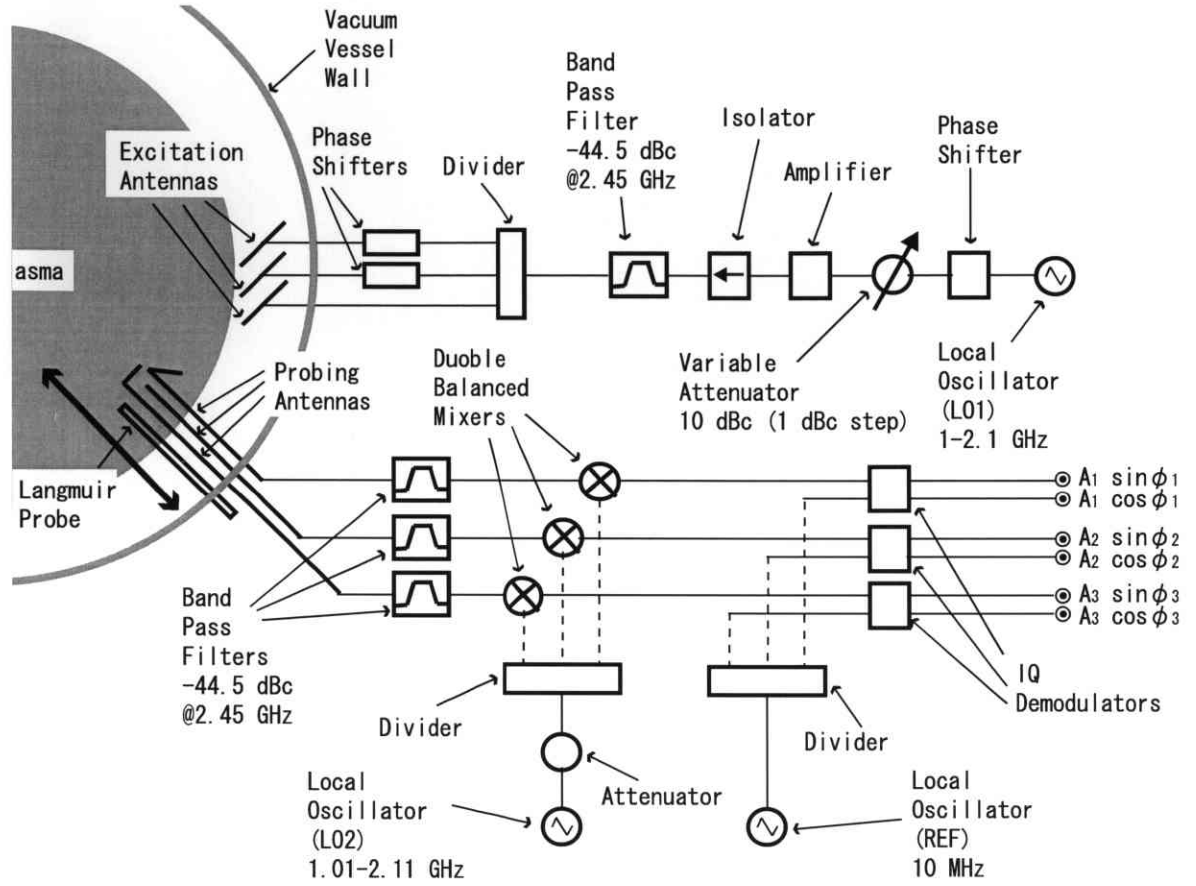 Vacuum
Vessel
Wall
Excitation
Antennas
Phase
Shifters
Divider
Band
Pass
Filter
-44.5 dBc
@2.45 GHz
Isolator
Amplifier
Phase
Shifter
asma
Variable
Attenuator
10 dBc (1 dBc step)
Local
Oscillator
(LO1)
1-2.1 GHz
Probing
Antennas
Duoble
Balanced
Mixers
Langmuir
Probe
A1 sinφ1
A1 cosφ1
A2 sinφ2
A2 cosφ2
A3 sinφ3
A3 cosφ3
Band
Pass
Filters
-44.5 dBc
@2.45 GHz
Divider
Attenuator
Local
Oscillator
(LO2)
1.01-2.11 GHz
Divider
IQ
Demodulators
Local
Oscillator
(REF)
10 MHz